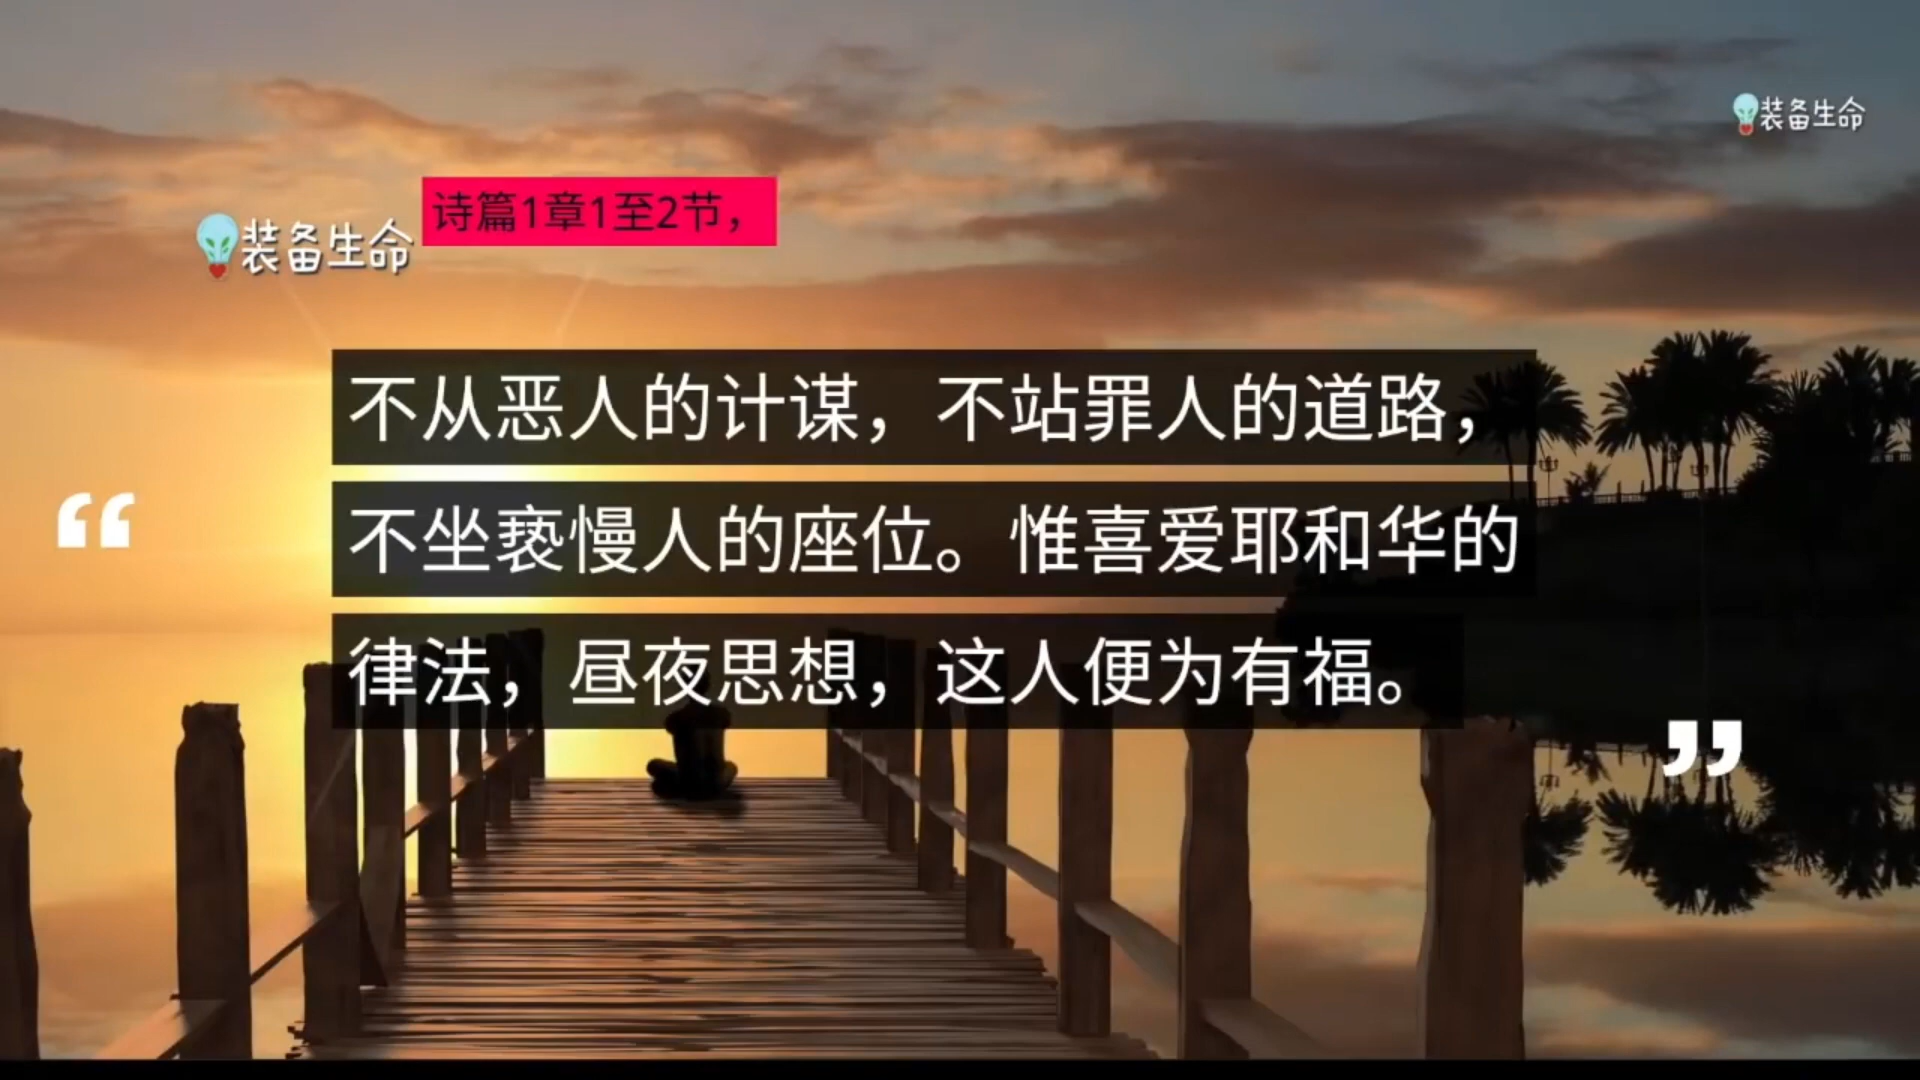 装备生命
诗篇1章1至2节，
装备生命
不从恶人的计谋，不站罪人的道路，
不坐亵慢人的座位。惟喜爱耶和华的
律法，昼夜思想，这人便为有福。